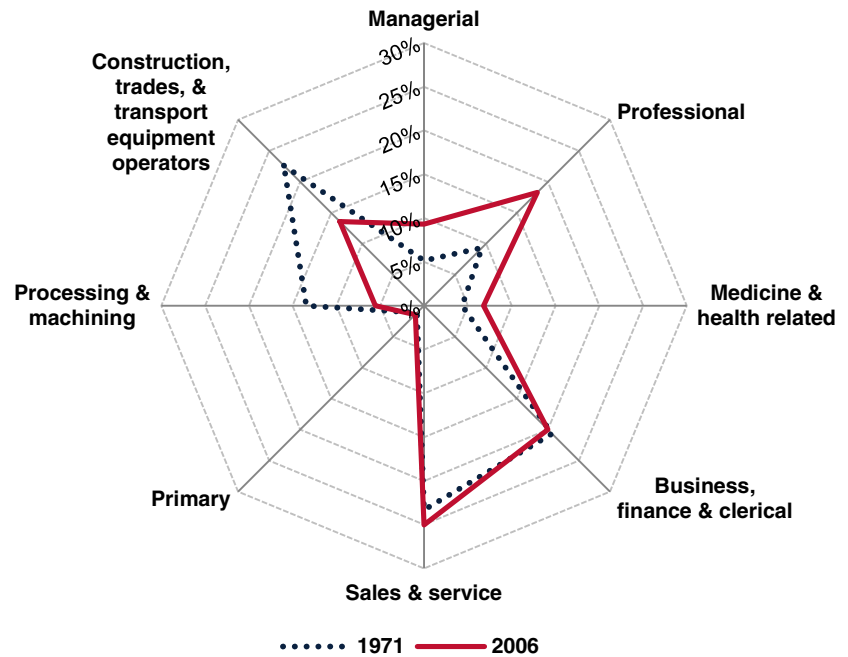 Managerial
30%
25%
20%
15%
10%
5%
%
Construction,
trades, &
transport
equipment
operators
Professional
Processing &
machining
Medicine &
health related
Primary
Business,
finance & clerical
Sales & service
1971 2006